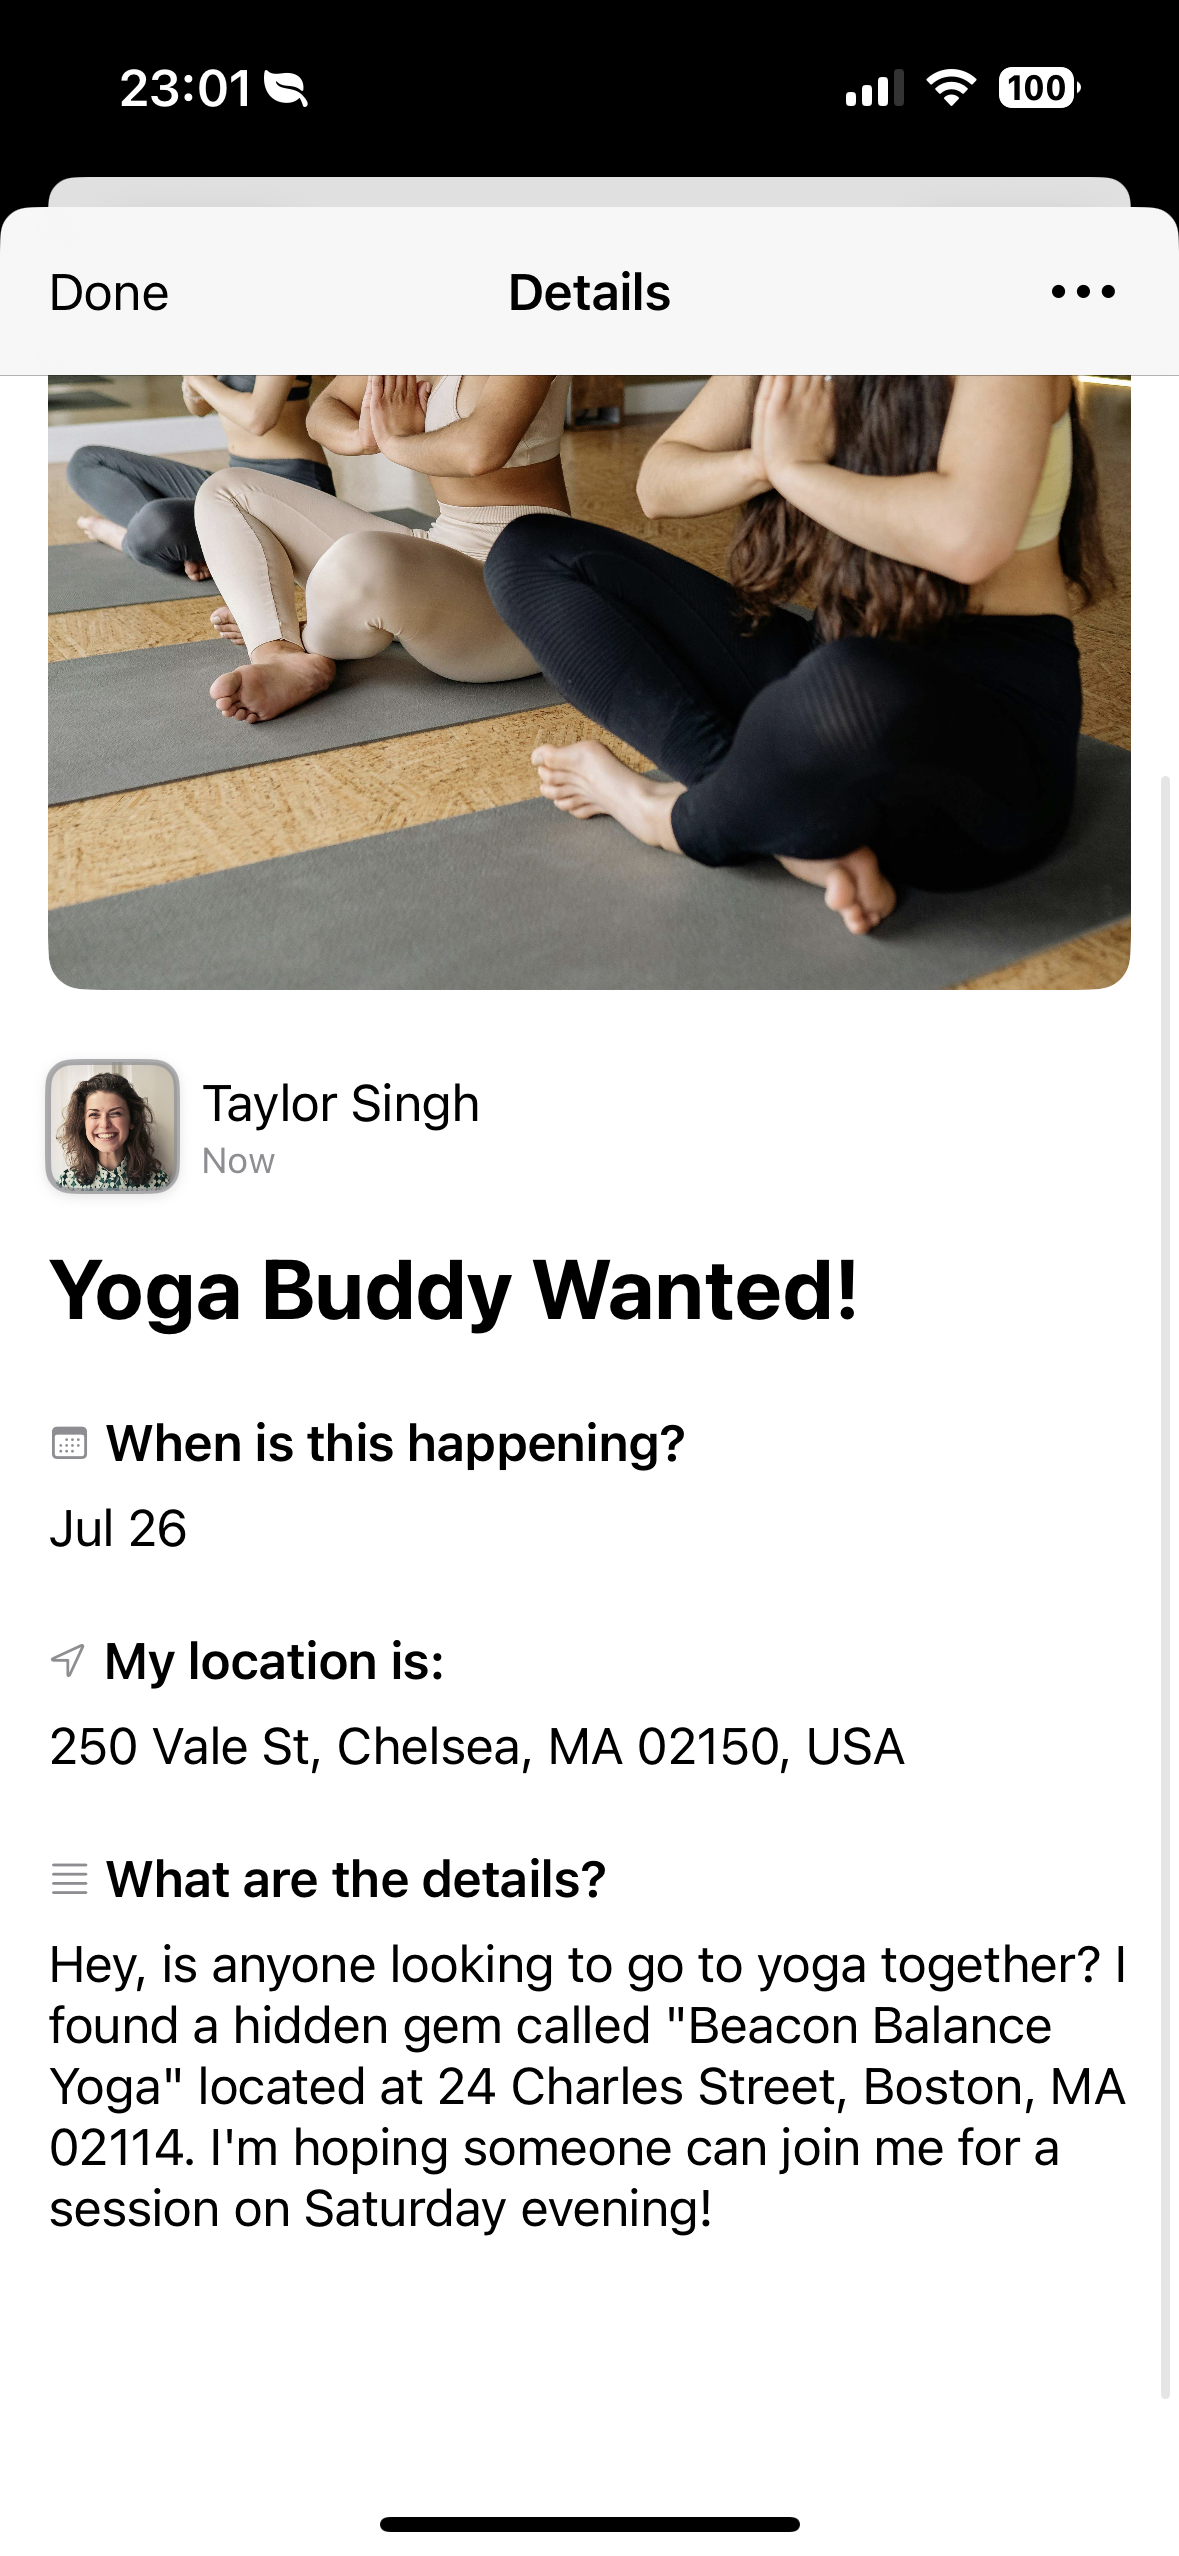 23:01
100
Done
Details
Taylor Singh
Now
Yoga Buddy Wanted!
When is this happening?
Jul 26
My location is:
250 Vale St, Chelsea, MA 02150, USA
What are the details?
Hey, is anyone looking to go to yoga together? I
found a hidden gem called "Beacon Balance
Yoga" located at 24 Charles Street, Boston, MA
02114. I'm hoping someone can join me for a
session on Saturday evening!